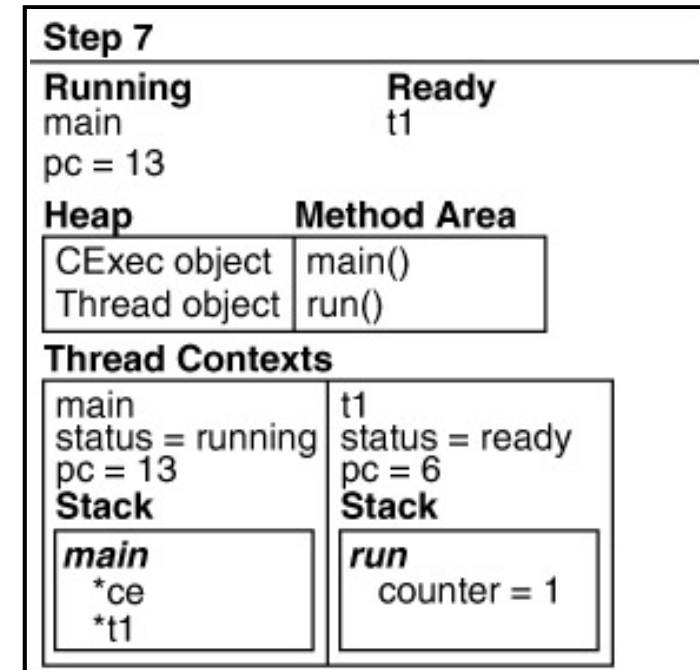 Step 7
Running Ready
main t1
pc = 13
Heap Method Area
CExec object main()
Thread object run()
Thread Contexts
main t1
status = running status = ready
pc = 13 pc = 6
Stack Stack
main run
*ce counter = 1
*t1